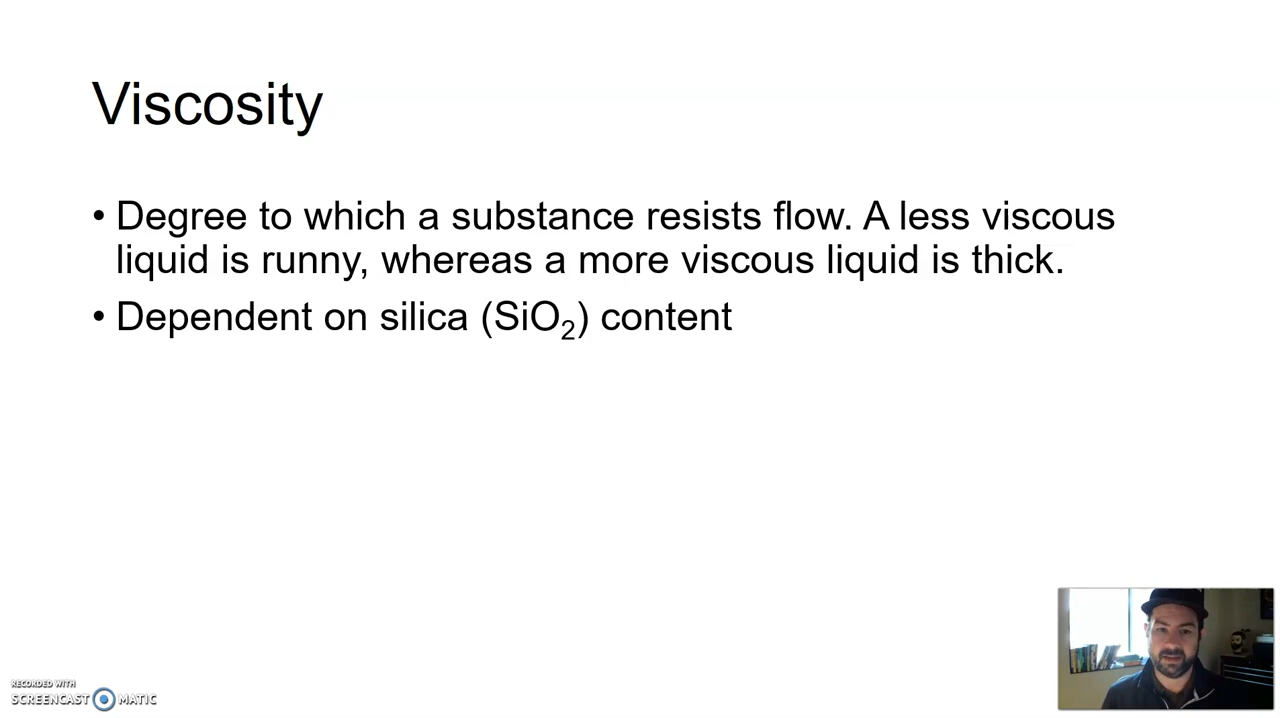 Viscosity
• Degree to which a substance resists flow. A less viscous
liquid is runny, whereas a more viscous liquid is thick.
• Dependent on silica (SiO₂) content
RECORDED WITH
SCREENCAST MATIC